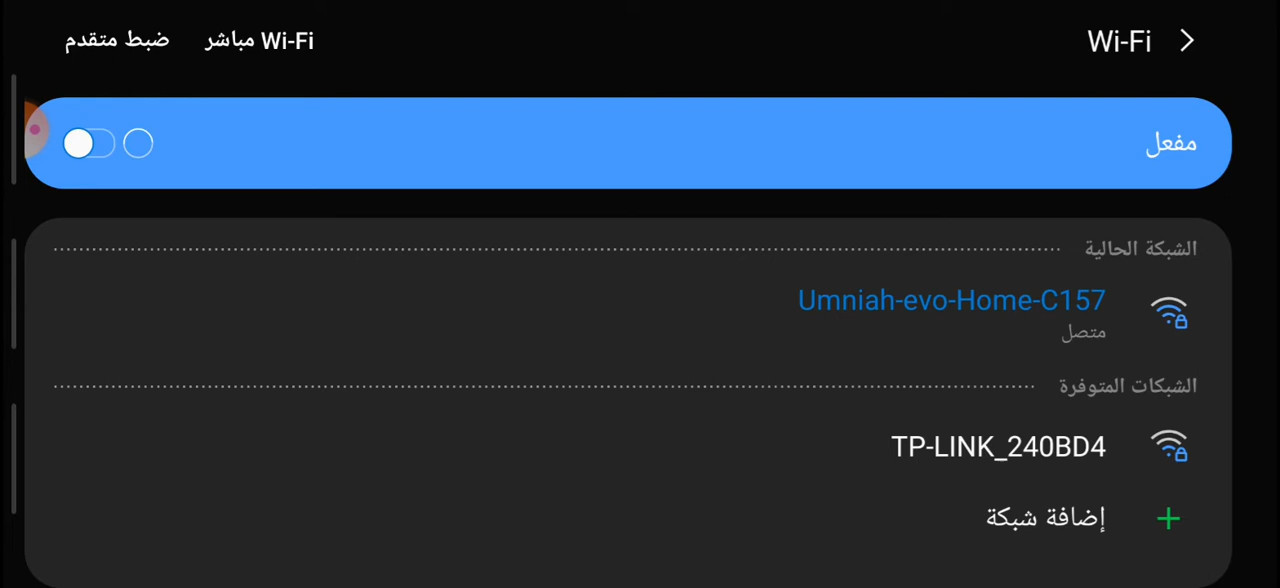 Wi-Fi
Wi-Fi مباشر
ضبط متقدم
مفعل
الشبكة الحالية
Umniah-evo-Home-C157
متصل
الشبكات المتوفرة
TP-LINK_240BD4
إضافة شبكة